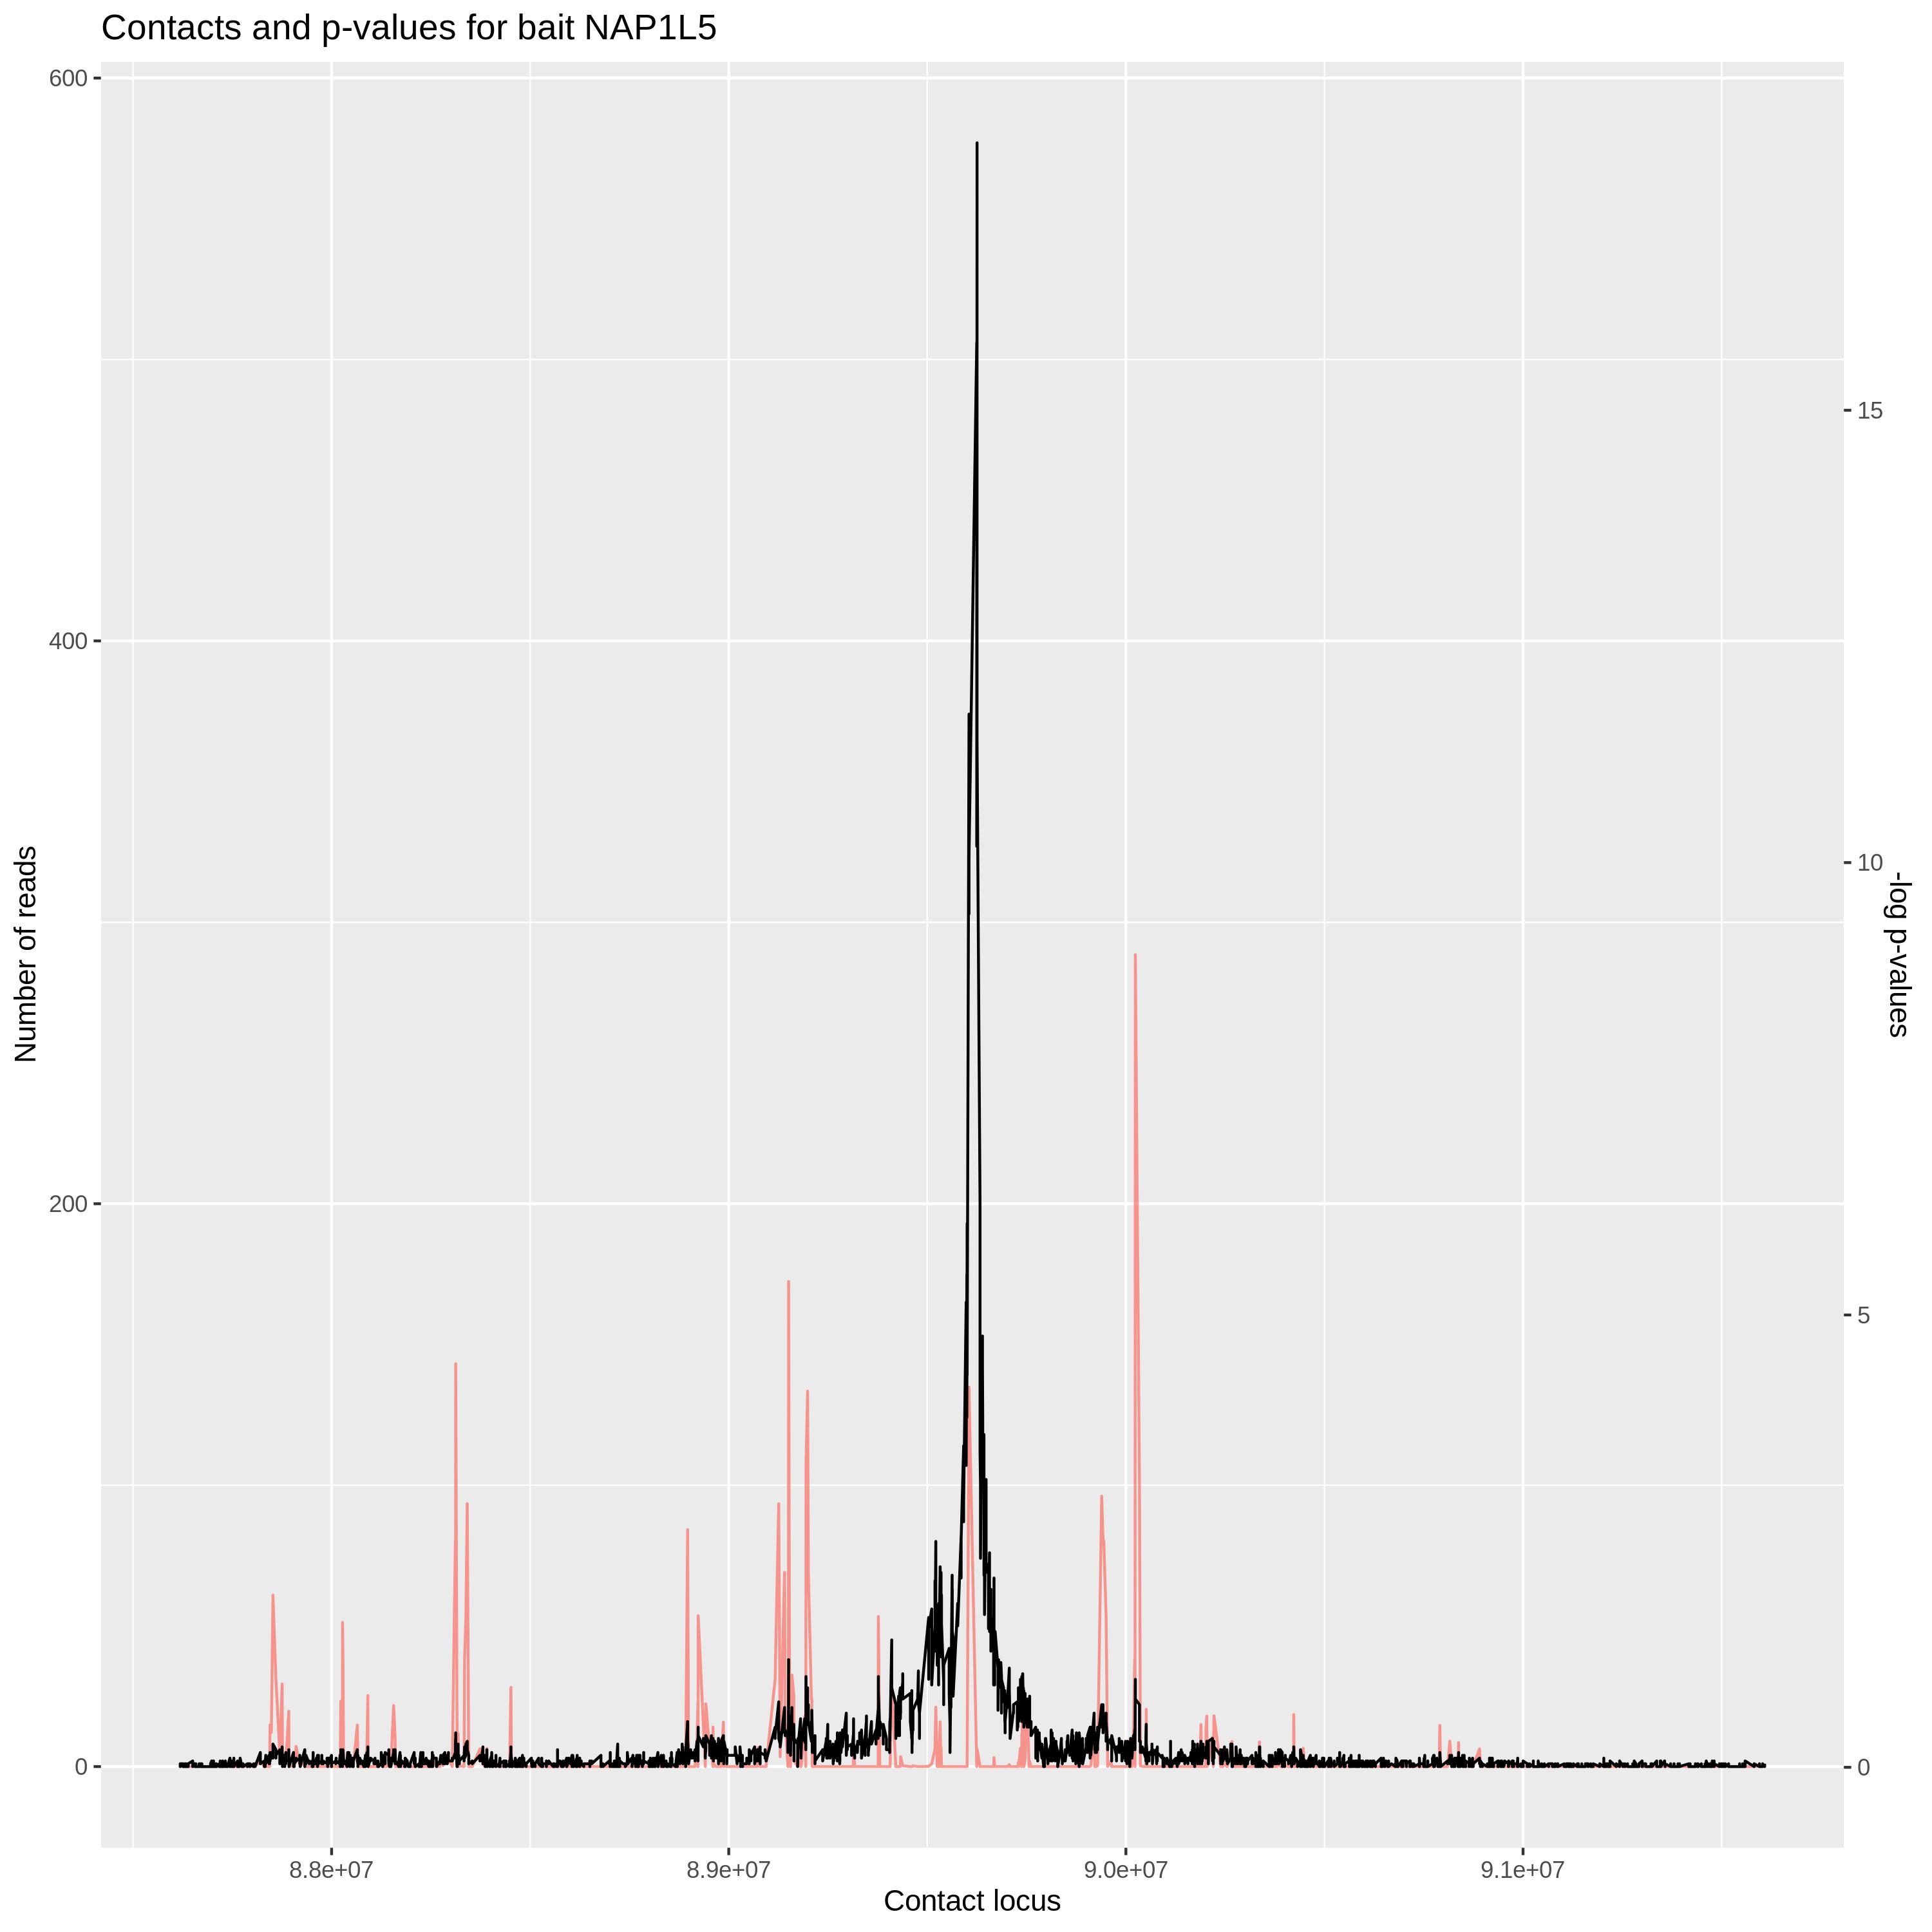 Contacts and p-values for bait NAP1L5
600
400
200
0
Number of reads
15
10
5
0
-log p-values
8.8e+07
8.9e+07
9.0e+07
9.1e+07
Contact locus